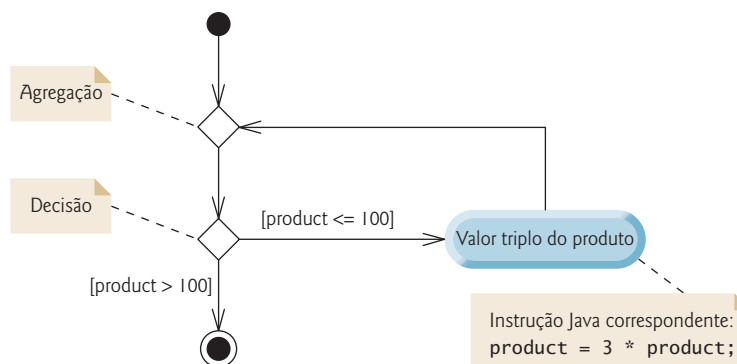 Agregação
Decisão
[product <= 100]
Valor triplo do produto
[product > 100]
Instrução Java correspondente:
product = 3 * product;